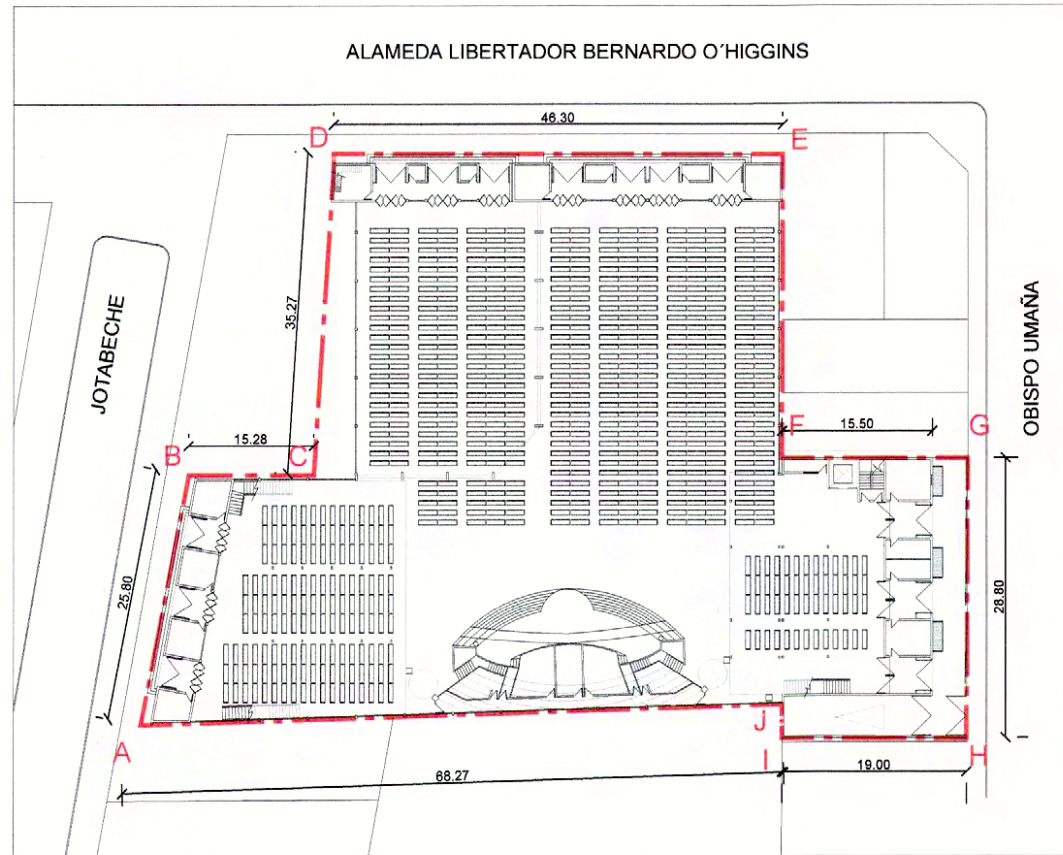 ALAMEDA LIBERTADOR BERNARDO O´HIGGINS
46.30
D
E
35.27
JOTABECHE
OBISPO UMAÑA
B
15.28
C
F
15.50
G
25.80
28.80
A
J
I
68.27
19.00
H